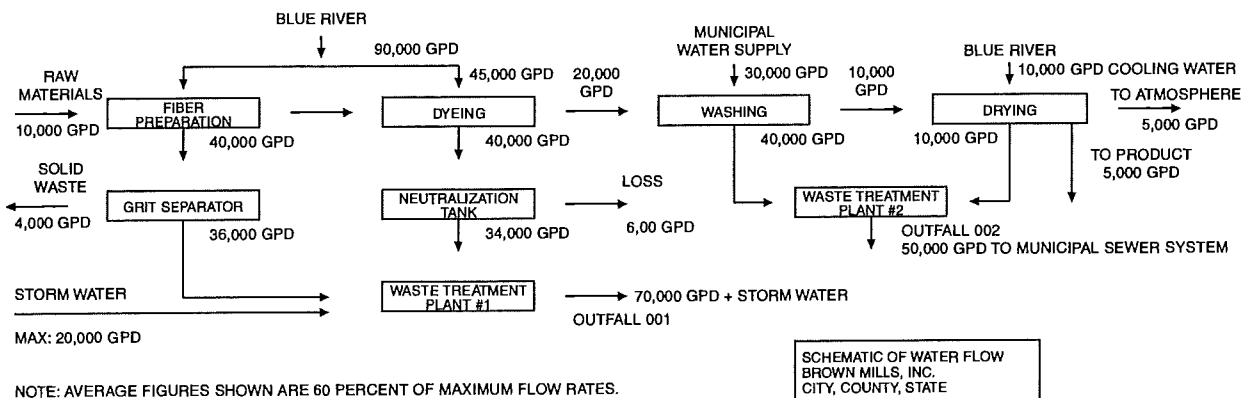 BLUE RIVER
90,000 GPD
45,000 GPD
RAW
MATERIALS
10,000 GPD
FIBER
PREPARATION
40,000 GPD
DYEING
40,000 GPD
20,000
GPD
MUNICIPAL
WATER SUPPLY
30,000 GPD
WASHING
40,000 GPD
10,000
GPD
BLUE RIVER
10,000 GPD COOLING WATER
DRYING
10,000 GPD
TO ATMOSPHERE
5,000 GPD
TO PRODUCT
5,000 GPD
SOLID
WASTE
4,000 GPD
GRIT SEPARATOR
36,000 GPD
NEUTRALIZATION
TANK
34,000 GPD
LOSS
6,00 GPD
WASTE TREATMENT
PLANT #2
OUTFALL 002
50,000 GPD TO MUNICIPAL SEWER SYSTEM
STORM WATER
MAX: 20,000 GPD
WASTE TREATMENT
PLANT #1
70,000 GPD + STORM WATER
OUTFALL 001
NOTE: AVERAGE FIGURES SHOWN ARE 60 PERCENT OF MAXIMUM FLOW RATES.
SCHEMATIC OF WATER FLOW
BROWN MILLS, INC.
CITY, COUNTY, STATE